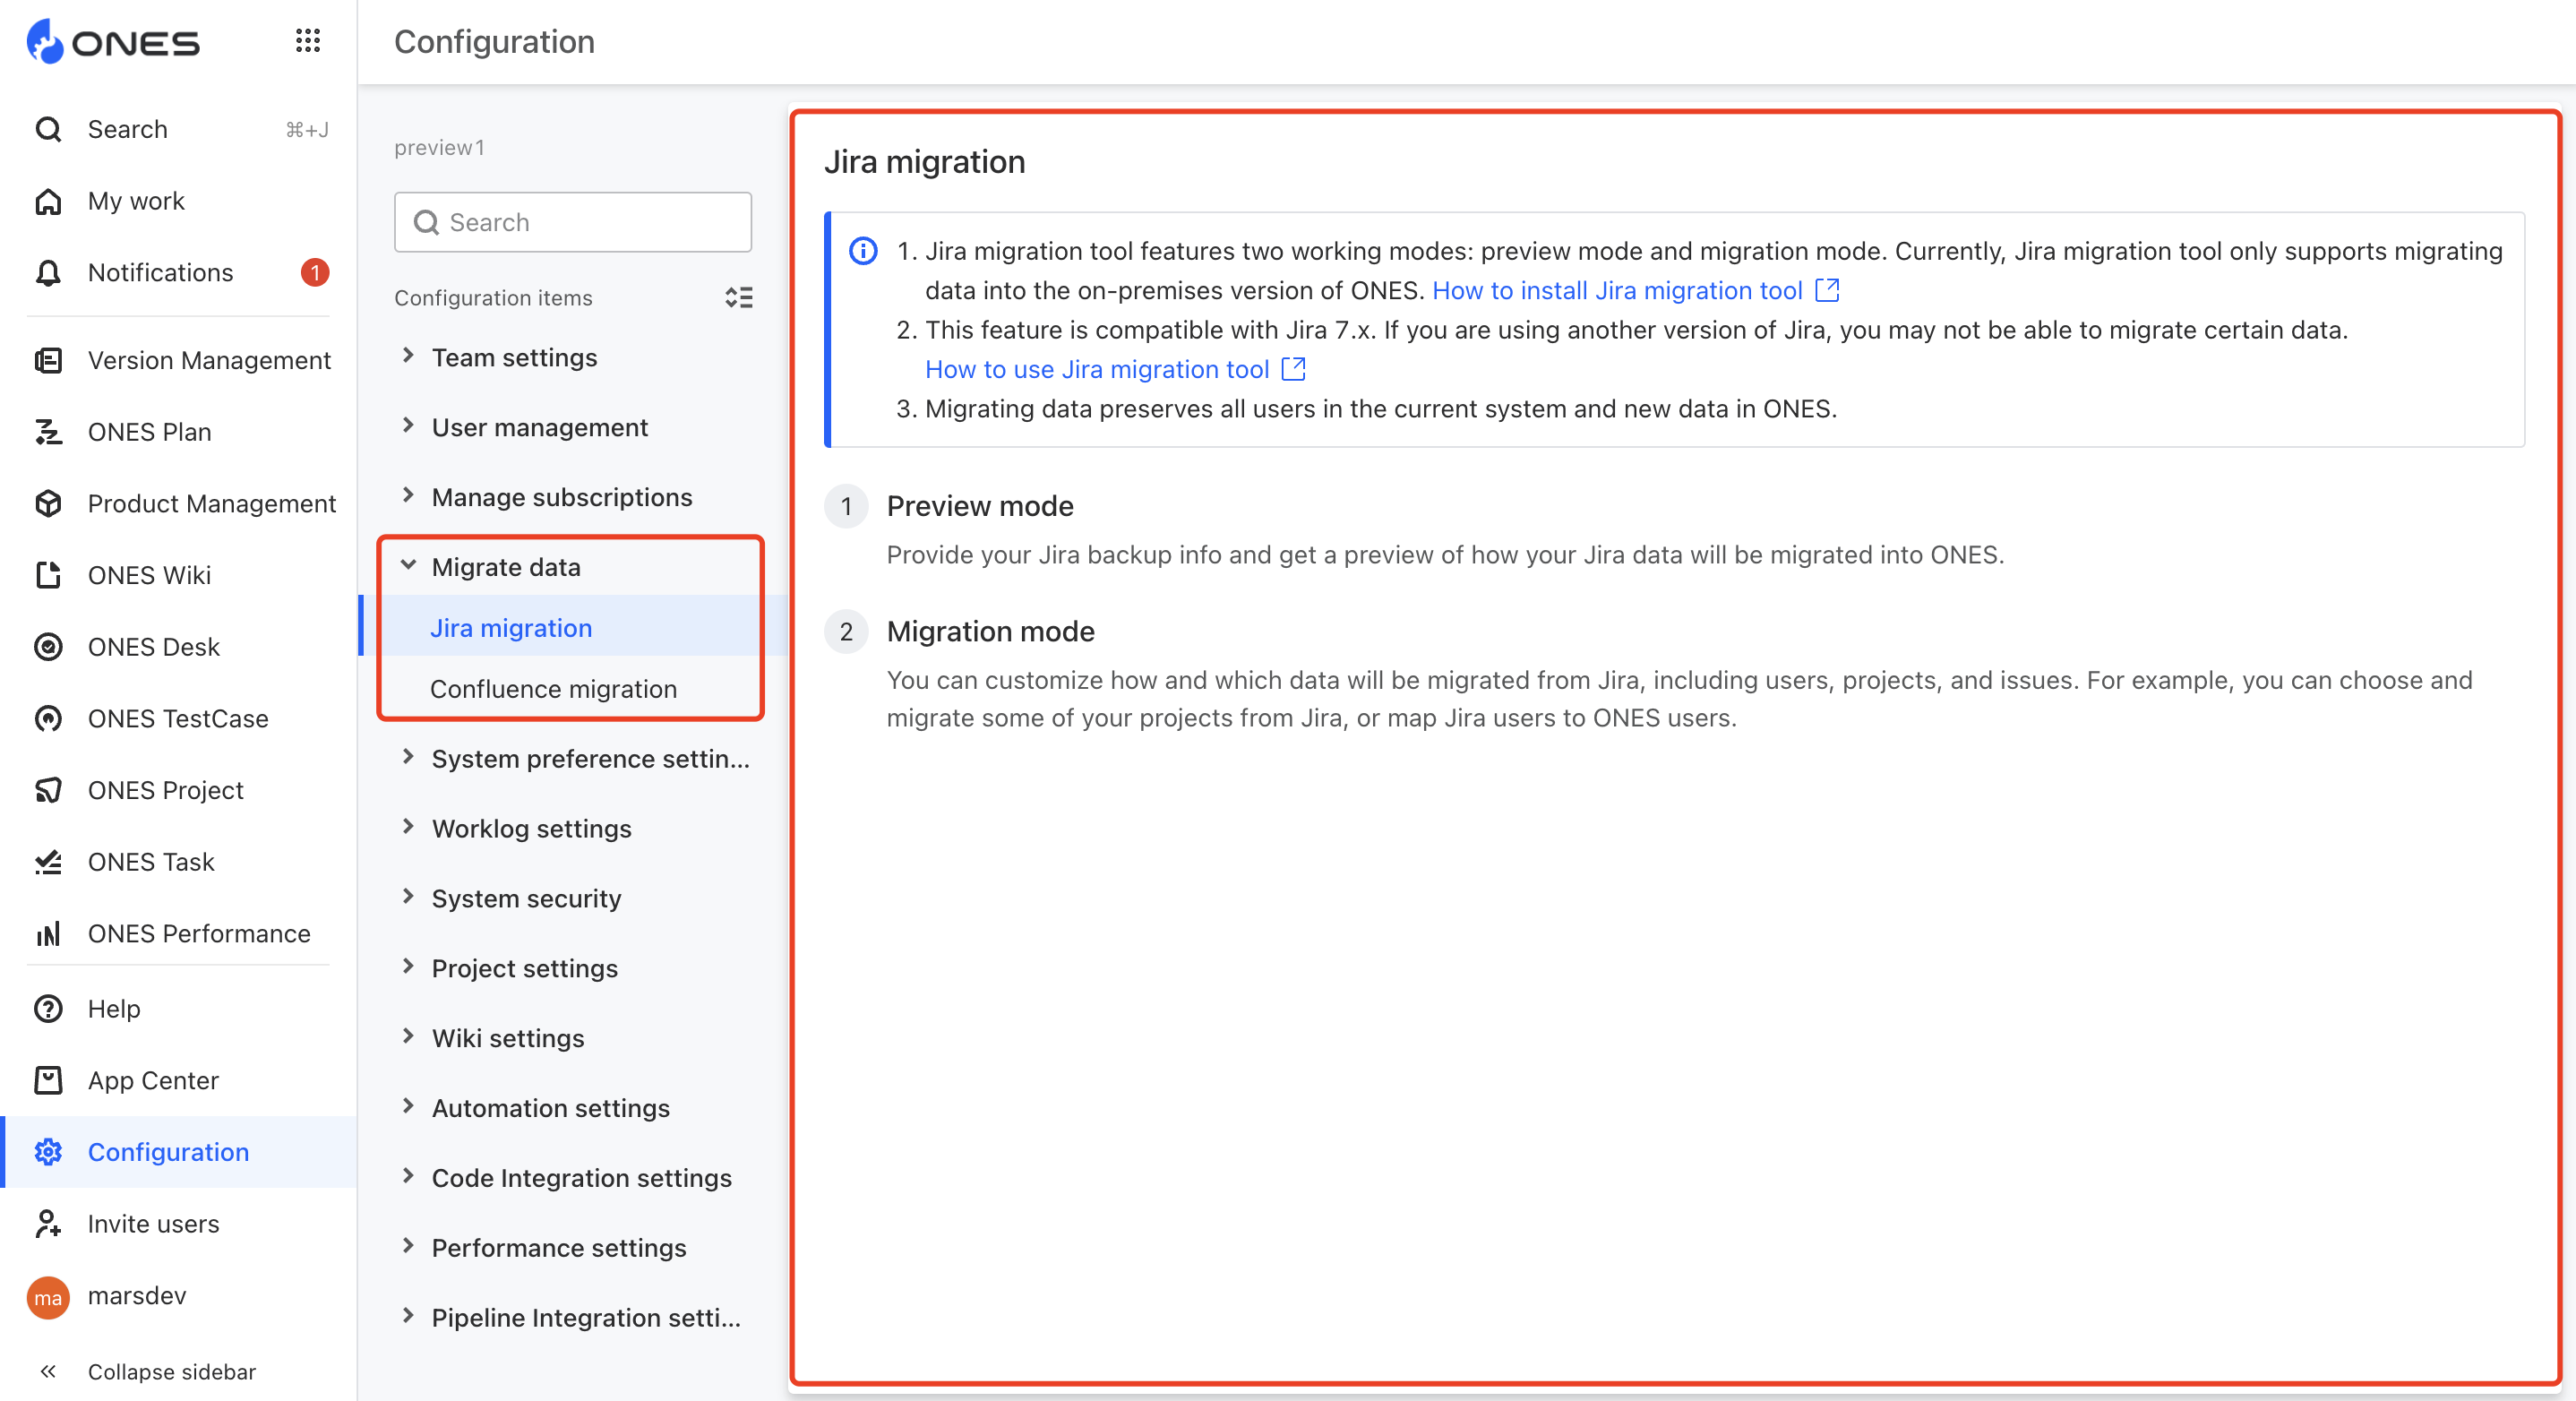 ONES
Search ⌘+J
My work
Notifications 1
Version Management
ONES Plan
Product Management
ONES Wiki
ONES Desk
ONES TestCase
ONES Project
ONES Task
ONES Performance
Help
App Center
Configuration
Invite users
ma marsdev
Collapse sidebar
Configuration
preview1
Search
Configuration items
Team settings
User management
Manage subscriptions
Migrate data
Jira migration
Confluence migration
System preference settin...
Worklog settings
System security
Project settings
Wiki settings
Automation settings
Code Integration settings
Performance settings
Pipeline Integration setti...
Jira migration
1. Jira migration tool features two working modes: preview mode and migration mode. Currently, Jira migration tool only supports migrating
data into the on-premises version of ONES. How to install Jira migration tool
2. This feature is compatible with Jira 7.x. If you are using another version of Jira, you may not be able to migrate certain data.
How to use Jira migration tool
3. Migrating data preserves all users in the current system and new data in ONES.
1 Preview mode
Provide your Jira backup info and get a preview of how your Jira data will be migrated into ONES.
2 Migration mode
You can customize how and which data will be migrated from Jira, including users, projects, and issues. For example, you can choose and
migrate some of your projects from Jira, or map Jira users to ONES users.